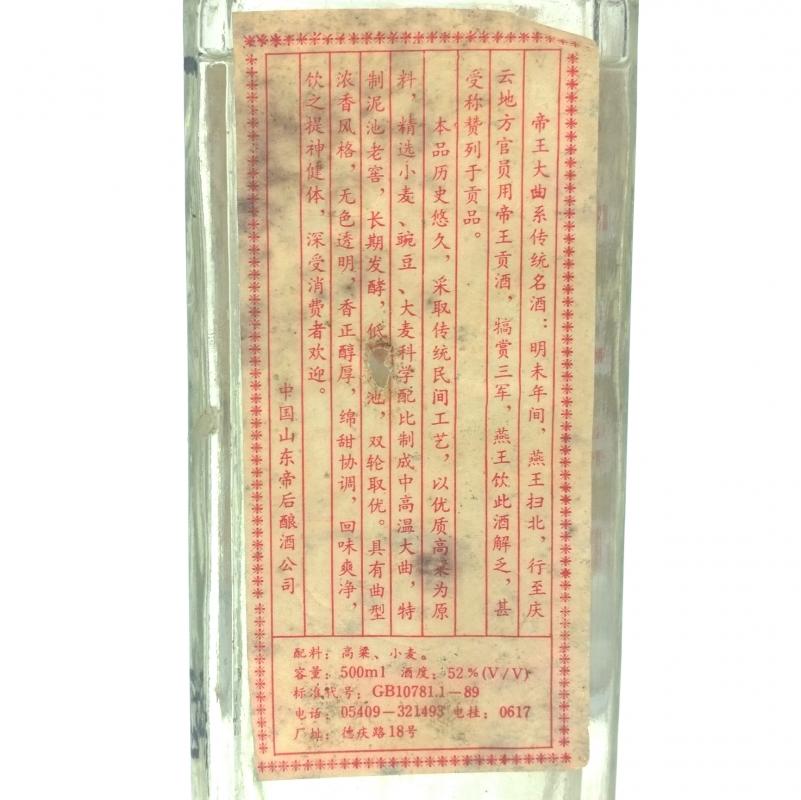 帝王大曲系传统名酒：明末年间，燕王扫北，行至庆
云地方官员用帝王贡酒，犒赏三军，燕王饮此酒解乏，甚
受称赞列于贡品。
本品历史悠久，采取传统民间工艺，以优质高粱为原
料，精选小麦、豌豆、大麦科学配比制成中高温大曲，特
制泥池老窖，长期发酵，低 池，双轮取优。具有曲型
浓香风格，无色透明，香正醇厚，绵甜协调，回味爽净，
饮之提神健体，深受消费者欢迎。
中国山东帝后酿酒公司
配料：高粱、小麦。
容量：500ml 酒度：52%(V/V)
标准代号：GB10781.1－89
电话：05409－321493 电挂：0617
厂址：德庆路18号